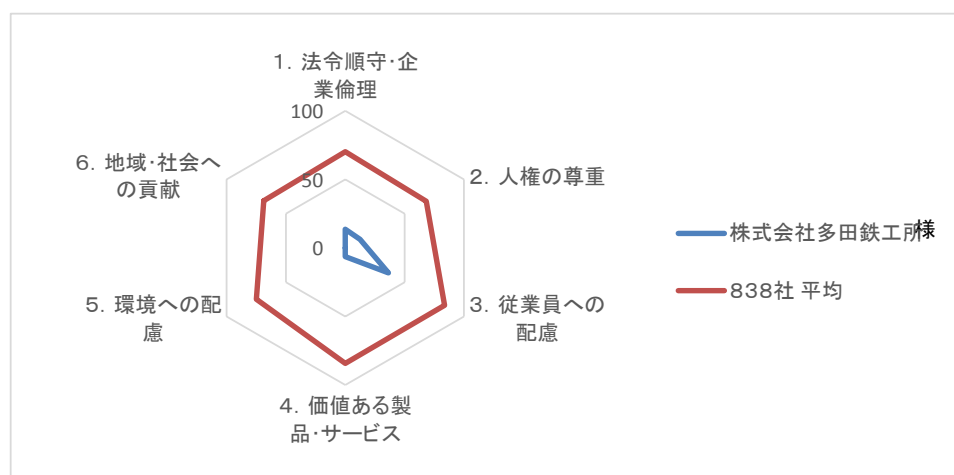 1. 法令順守・企
業倫理
100
6. 地域・社会へ
の貢献
50
2. 人権の尊重
0
株式会社多田鉄工所様
838社 平均
5. 環境への配
慮
3. 従業員への
配慮
4. 価値ある製
品・サービス